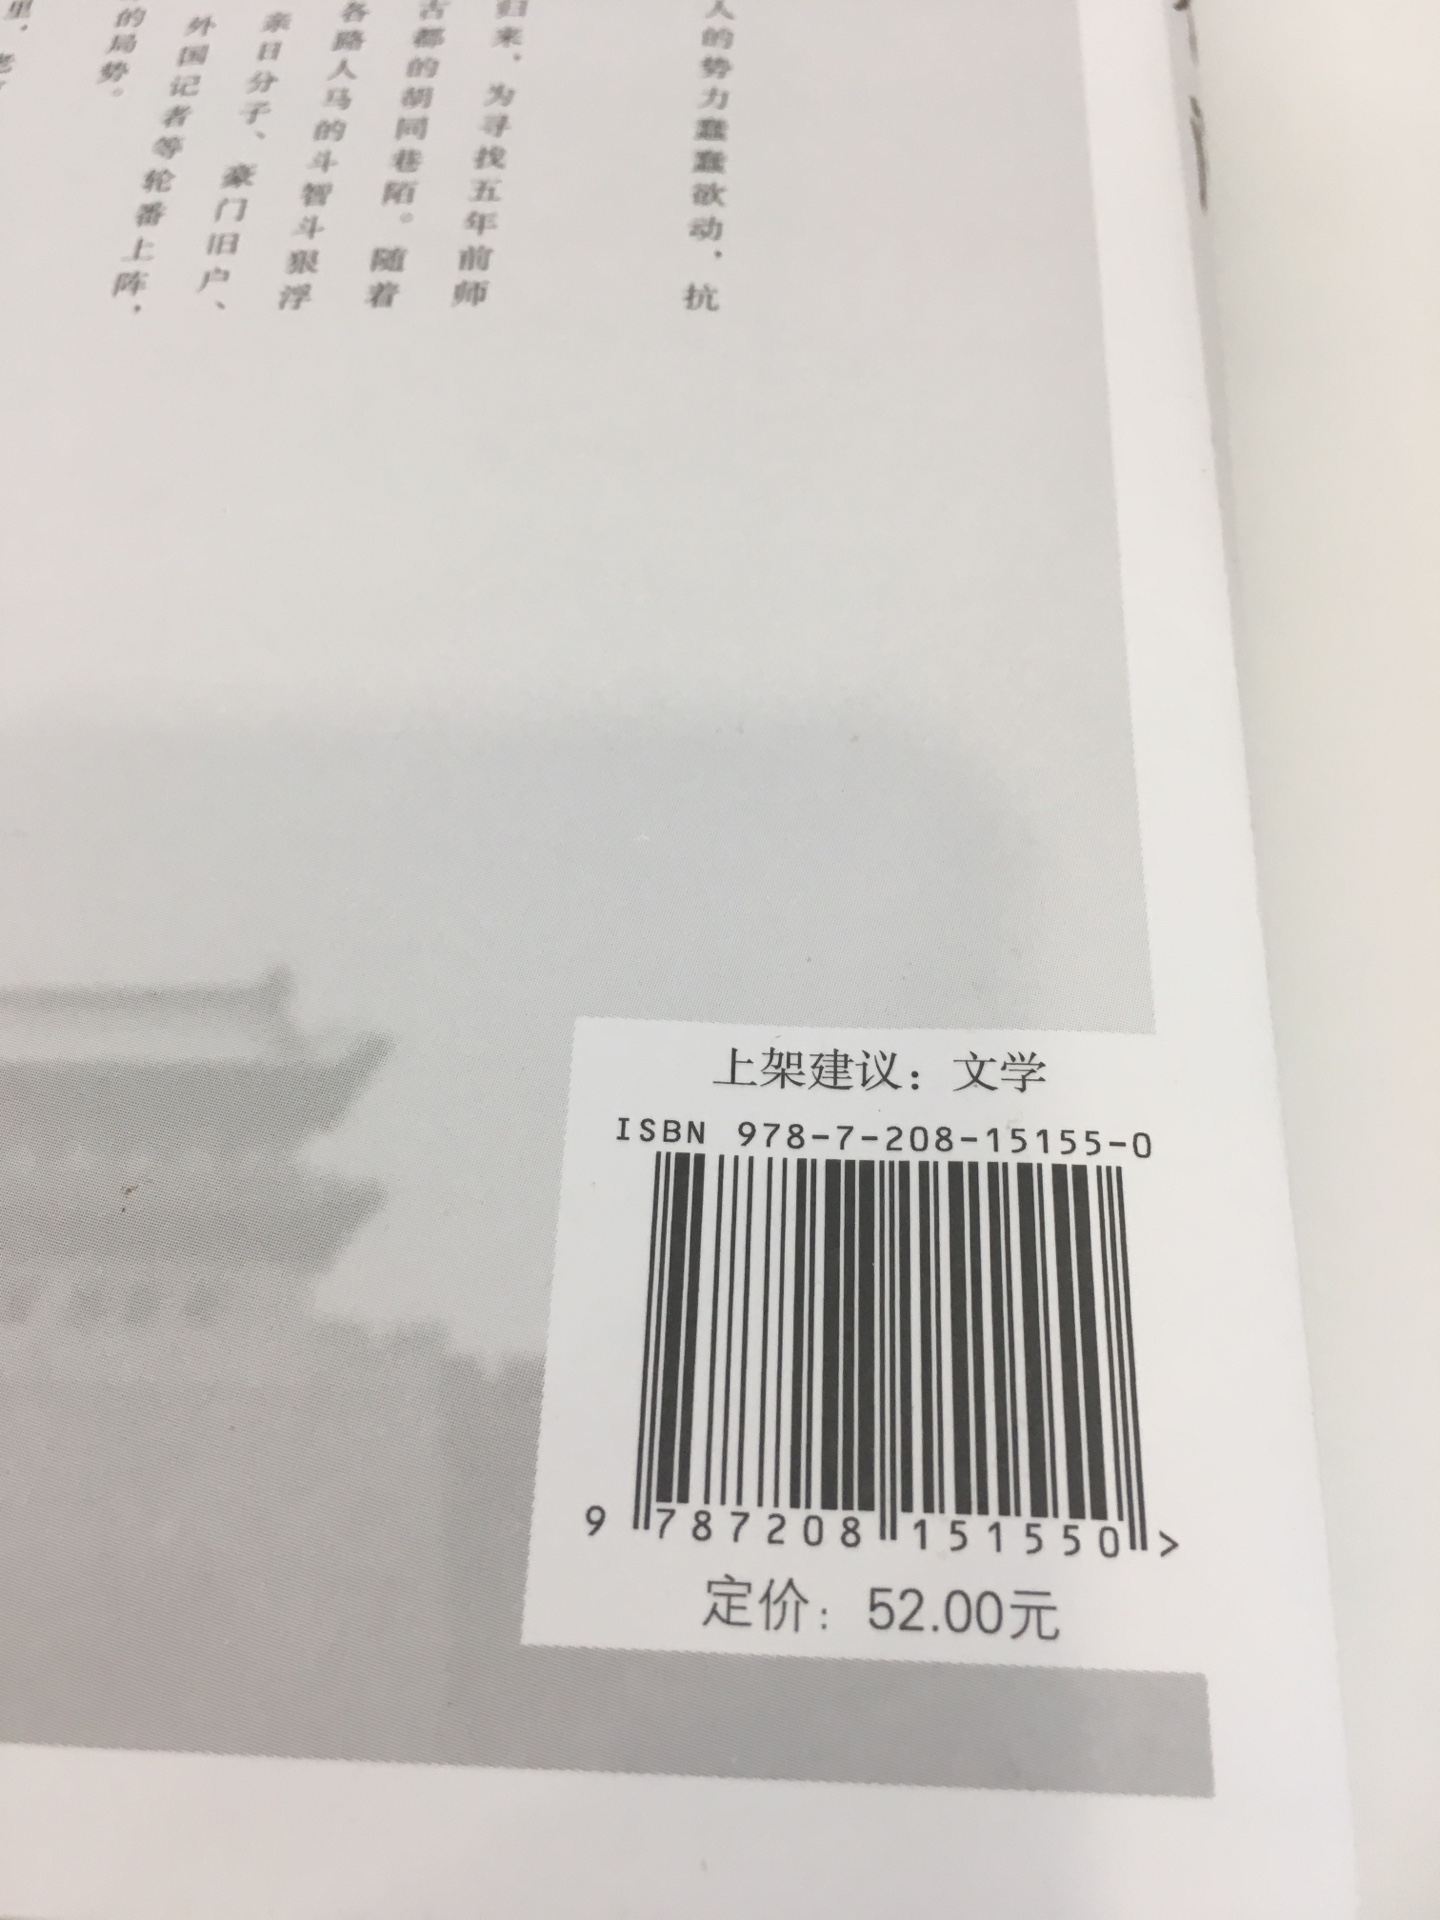 人的势力蠢蠢欲动，抗
归来，为寻找五年前师
古都的胡同巷陌。随着
各路人马的斗智斗狠浮
亲日分子、豪门旧户、
外国记者等轮番上阵，
的局势。
里，老
上架建议：文学
ISBN 978-7-208-15155-0
9 787208 151550 >
定价：52.00元